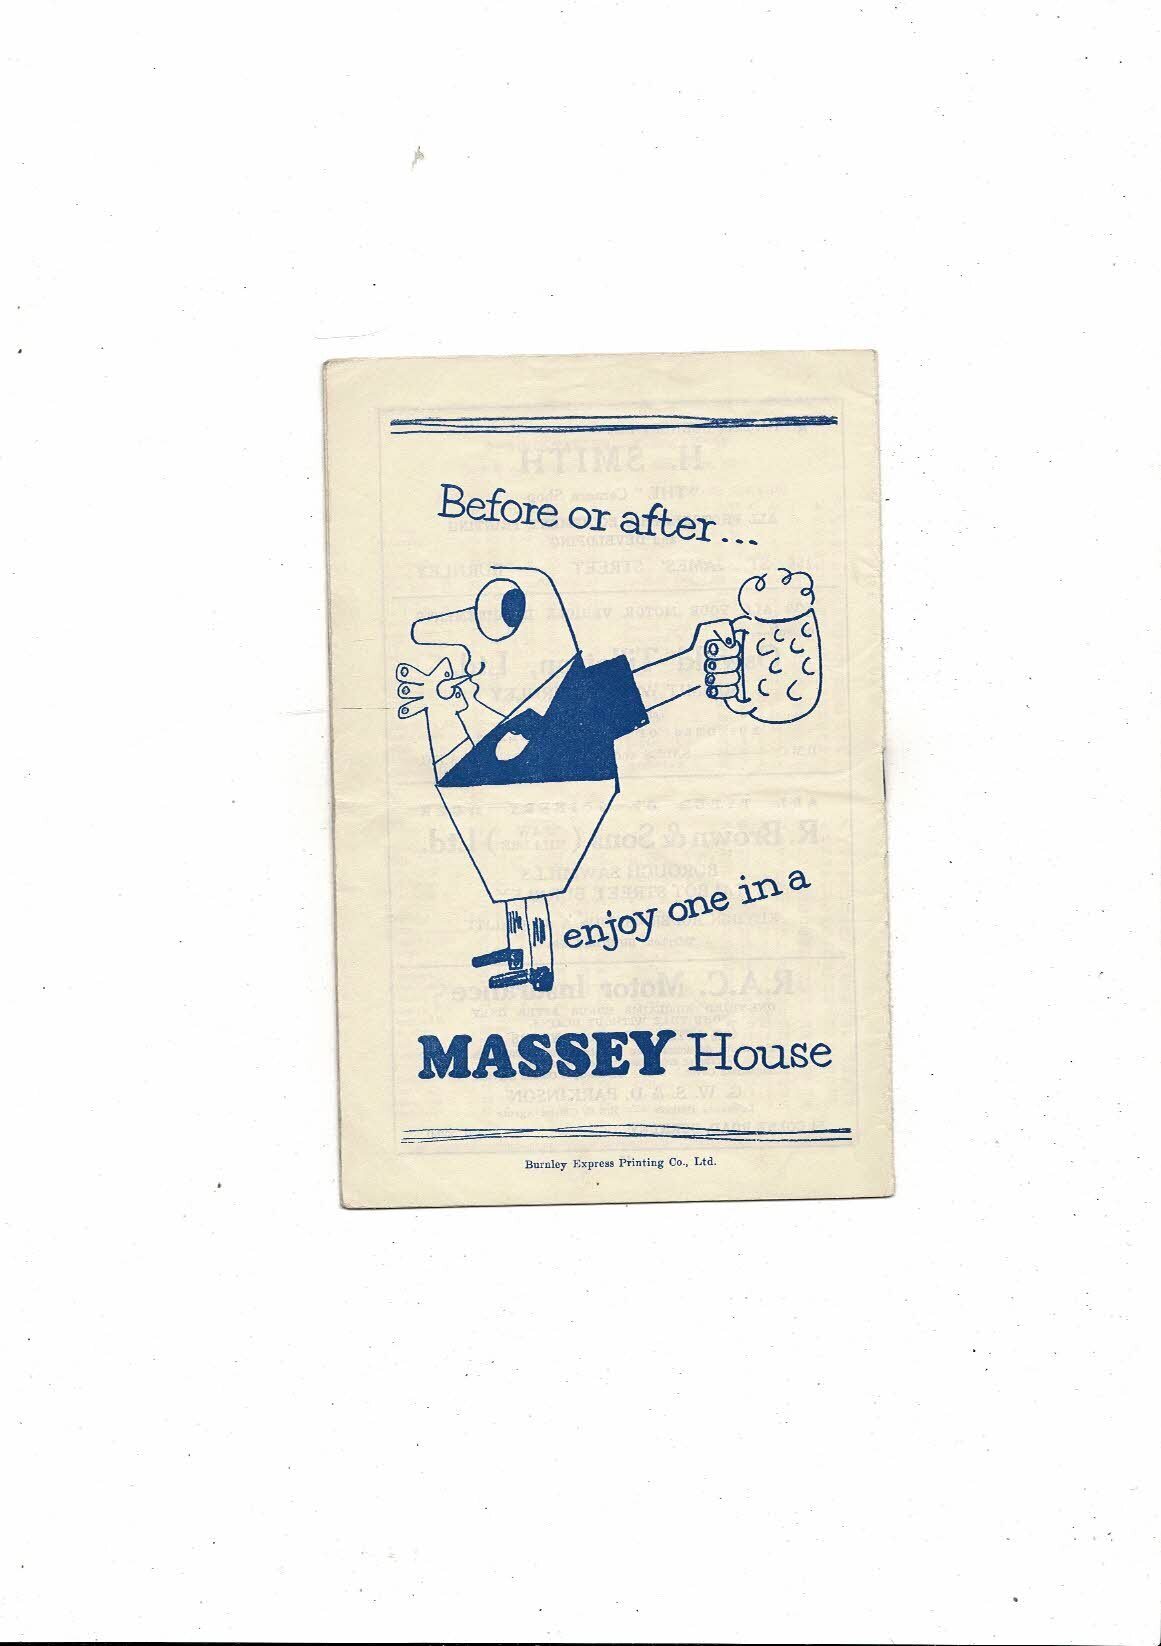 Before or after...
enjoy one in a
MASSEY House
Burnley Express Printing Co., Ltd.